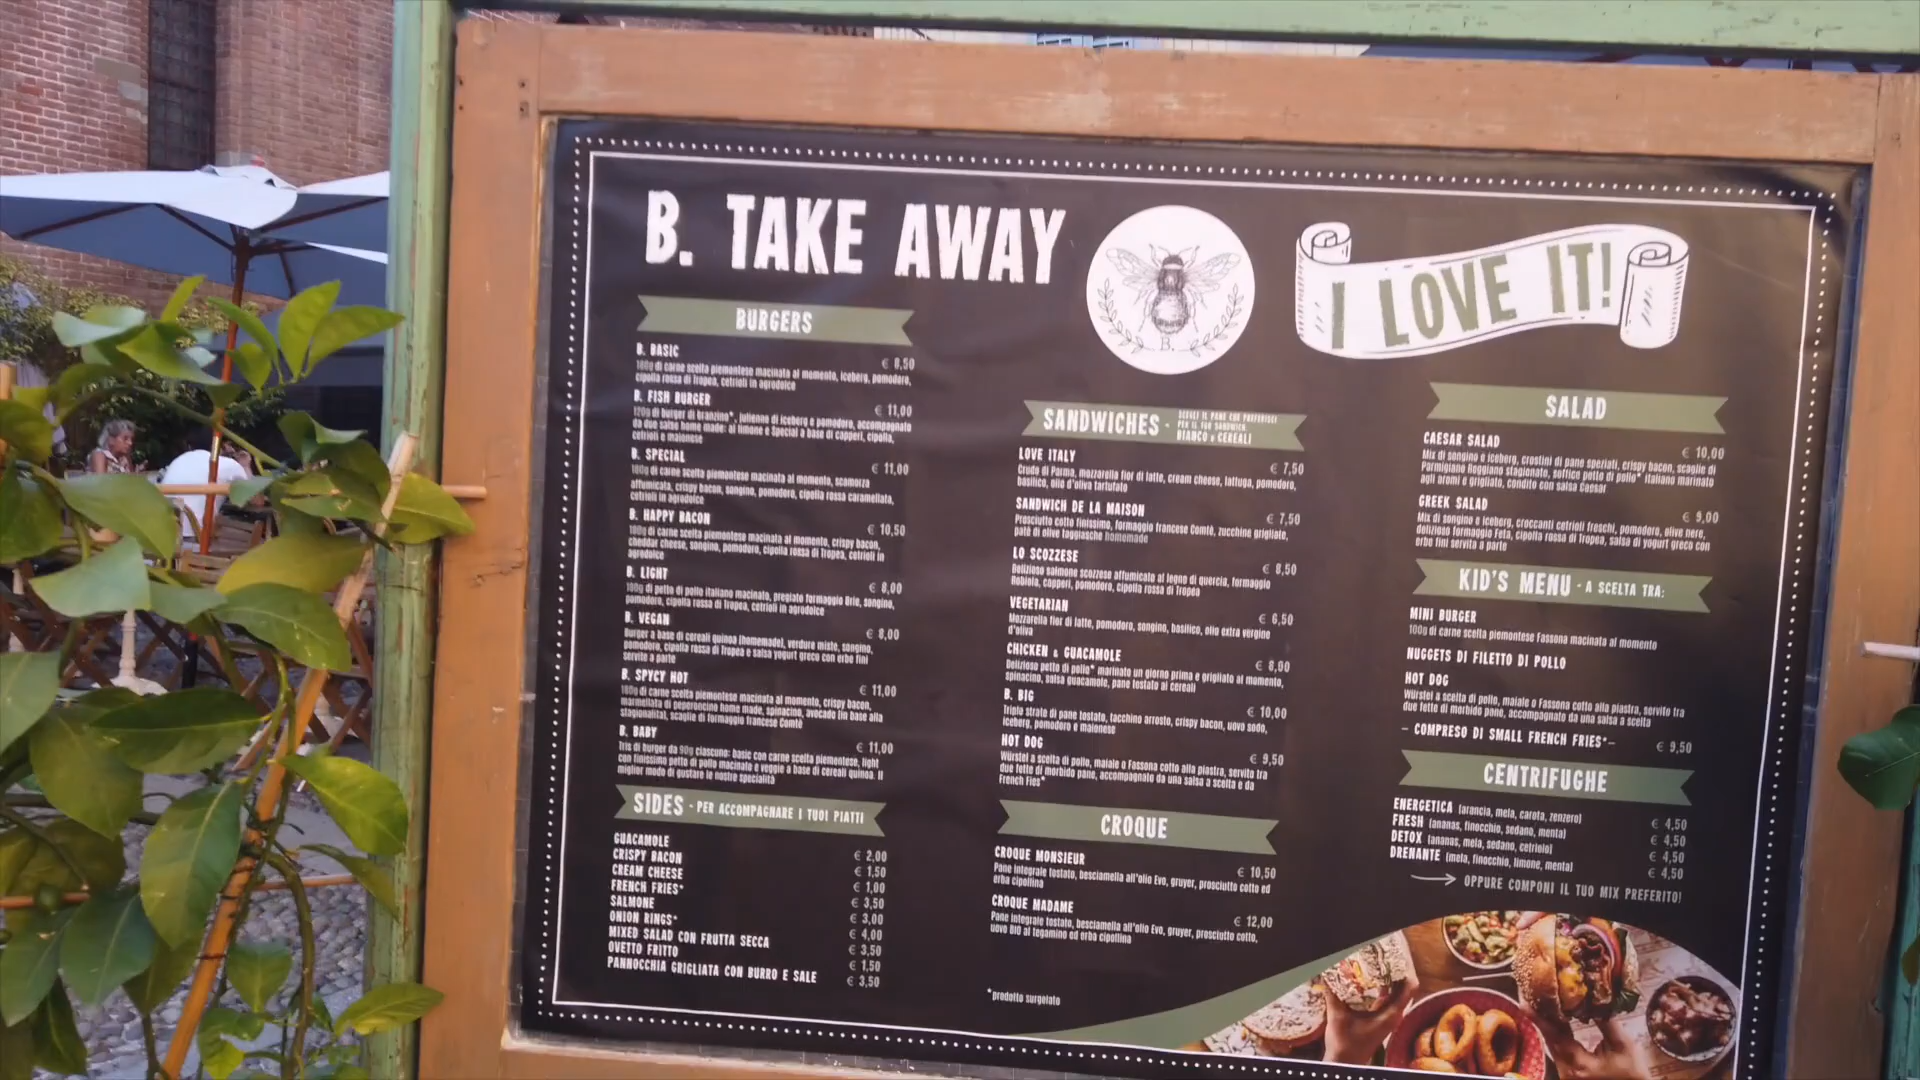 B. TAKE AWAY
B.
I LOVE IT!
BURGERS
B. BASIC € 8,50
180g di carne scelta piemontese macinata al momento, iceberg, pomodoro,
cipolla rossa di Tropea, cetrioli in agrodolce
B. FISH BURGER € 11,00
120g di burger di branzino*, julienne di iceberg e pomodoro, accompagnato
da due salse home made: al limone e Special a base di capperi, cipolla,
cetrioli e maionese
B. SPECIAL € 11,00
180g di carne scelta piemontese macinata al momento, scamorza
affumicata, crispy bacon, songino, pomodoro, cipolla rossa caramellata,
cetrioli in agrodolce
B. HAPPY BACON € 10,50
180g di carne scelta piemontese macinata al momento, crispy bacon,
cheddar cheese, songino, pomodoro, cipolla rossa di Tropea, cetrioli in
agrodolce
B. LIGHT € 8,00
180g di petto di pollo italiano macinato, pregiato formaggio Brie, songino,
pomodoro, cipolla rossa di Tropea, cetrioli in agrodolce
B. VEGAN € 8,00
Burger a base di cereali quinoa (homemade), verdure miste, songino,
pomodoro, cipolla rossa di Tropea e salsa yogurt greco con erbe fini
servite a parte
B. SPYCY HOT € 11,00
180g di carne scelta piemontese macinata al momento, crispy bacon,
marmellata di peperoncino home made, spinacino, avocado (in base alla
stagionalità), scaglie di formaggio francese Comtè
B. BABY € 11,00
Tris di burger da 90g ciascuno: basic con carne scelta piemontese, light
con finissimo petto di pollo macinato e veggie a base di cereali quinoa. Il
miglior modo di gustare le nostre specialità
SIDES - PER ACCOMPAGNARE I TUOI PIATTI
GUACAMOLE € 2,00
CRISPY BACON € 1,50
CREAM CHEESE € 1,00
FRENCH FRIES* € 3,50
SALMONE € 3,00
ONION RINGS* € 4,00
MIXED SALAD CON FRUTTA SECCA € 3,50
OVETTO FRITTO € 1,50
PANNOCCHIA GRIGLIATA CON BURRO E SALE € 3,50
SANDWICHES - SCEGLI IL PANE CHE PREFERISCI
PER IL TUO SANDWICH
BIANCO o CEREALI
LOVE ITALY € 7,50
Crudo di Parma, mozzarella fior di latte, cream cheese, lattuga, pomodoro,
basilico, olio d'oliva tartufato
SANDWICH DE LA MAISON € 7,50
Prosciutto cotto finissimo, formaggio francese Comtè, zucchine grigliate,
patè di olive taggiasche homemade
LO SCOZZESE € 8,50
Delizioso salmone scozzese affumicato al legno di quercia, formaggio
Robiola, capperi, pomodoro, cipolla rossa di Tropea
VEGETARIAN € 6,50
Mozzarella fior di latte, pomodoro, songino, basilico, olio extra vergine
d'oliva
CHICKEN & GUACAMOLE € 8,00
Delizioso petto di pollo* marinato un giorno prima e grigliato al momento,
spinacino, salsa guacamole, pane tostato ai cereali
B. BIG € 10,00
Triplo strato di pane tostato, tacchino arrosto, crispy bacon, uovo sodo,
iceberg, pomodoro e maionese
HOT DOG € 9,50
Würstel a scelta di pollo, maiale o Fassona cotto alla piastra, servito tra
due fette di morbido pane, accompagnato da una salsa a scelta e da
French Fies*
CROQUE
CROQUE MONSIEUR € 10,50
Pane integrale tostato, besciamella all'olio Evo, gruyer, prosciutto cotto ed
erba cipollina
CROQUE MADAME € 12,00
Pane integrale tostato, besciamella all'olio Evo, gruyer, prosciutto cotto,
uovo BIO al tegamino ed erba cipollina
*prodotto surgelato
SALAD
CAESAR SALAD € 10,00
Mix di songino e iceberg, crostini di pane speziati, crispy bacon, scaglie di
Parmigiano Reggiano stagionato, soffice petto di pollo* italiano marinato
agli aromi e grigliato, condito con salsa Caesar
GREEK SALAD € 9,00
Mix di songino e iceberg, croccanti cetrioli freschi, pomodoro, olive nere,
delizioso formaggio Feta, cipolla rossa di Tropea, salsa di yogurt greco con
erbe fini servita a parte
KID'S MENU - A SCELTA TRA:
MINI BURGER
100g di carne scelta piemontese Fassona macinata al momento
NUGGETS DI FILETTO DI POLLO
HOT DOG
Würstel a scelta di pollo, maiale o Fassona cotto alla piastra, servito tra
due fette di morbido pane, accompagnato da una salsa a scelta
- COMPRESO DI SMALL FRENCH FRIES*- € 9,50
CENTRIFUGHE
ENERGETICA (arancia, mela, carota, zenzero) € 4,50
FRESH (ananas, finocchio, sedano, menta) € 4,50
DETOX (ananas, mela, sedano, cetriolo) € 4,50
DRENANTE (mela, finocchio, limone, menta) € 4,50
OPPURE COMPONI IL TUO MIX PREFERITO!